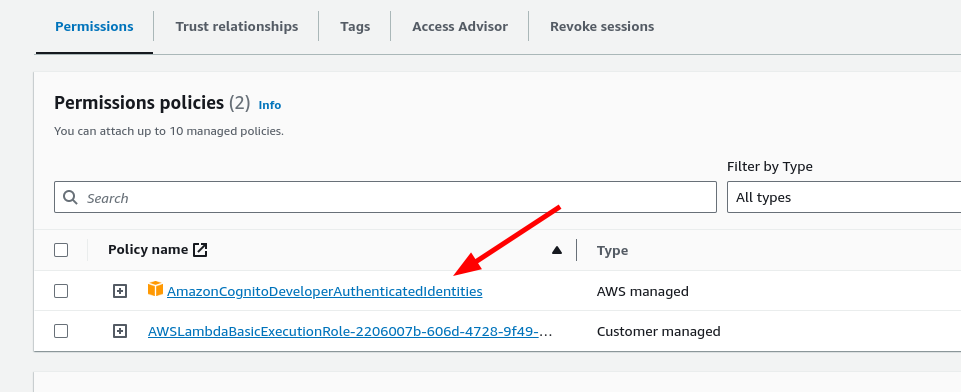 Permissions Trust relationships Tags Access Advisor Revoke sessions
Permissions policies (2) Info
You can attach up to 10 managed policies.
Filter by Type
Search All types
Policy name Type
AmazonCognitoDeveloperAuthenticatedIdentities AWS managed
AWSLambdaBasicExecutionRole-2206007b-606d-4728-9f49-... Customer managed